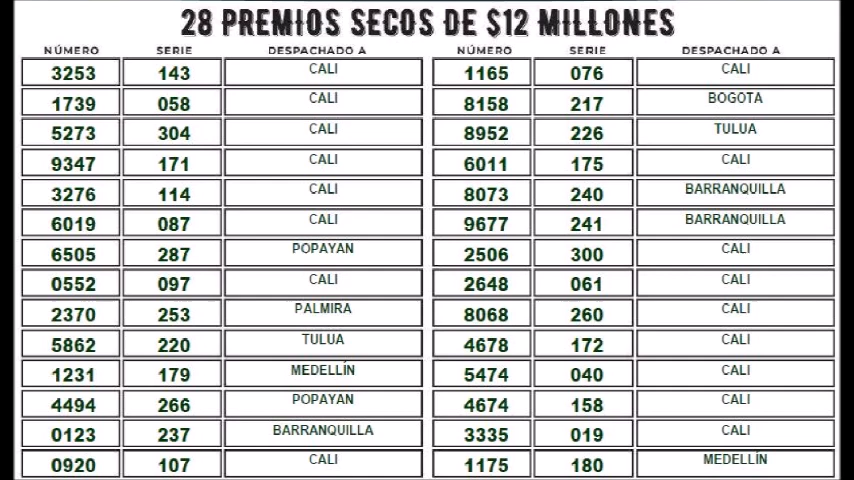 28 PREMIOS SECOS DE $12 MILLONES
NÚMERO SERIE DESPACHADO A NÚMERO SERIE DESPACHADO A
3253 143 CALI 1165 076 CALI
1739 058 CALI 8158 217 BOGOTA
5273 304 CALI 8952 226 TULUA
9347 171 CALI 6011 175 CALI
3276 114 CALI 8073 240 BARRANQUILLA
6019 087 CALI 9677 241 BARRANQUILLA
6505 287 POPAYAN 2506 300 CALI
0552 097 CALI 2648 061 CALI
2370 253 PALMIRA 8068 260 CALI
5862 220 TULUA 4678 172 CALI
1231 179 MEDELLÍN 5474 040 CALI
4494 266 POPAYAN 4674 158 CALI
0123 237 BARRANQUILLA 3335 019 CALI
0920 107 CALI 1175 180 MEDELLÍN